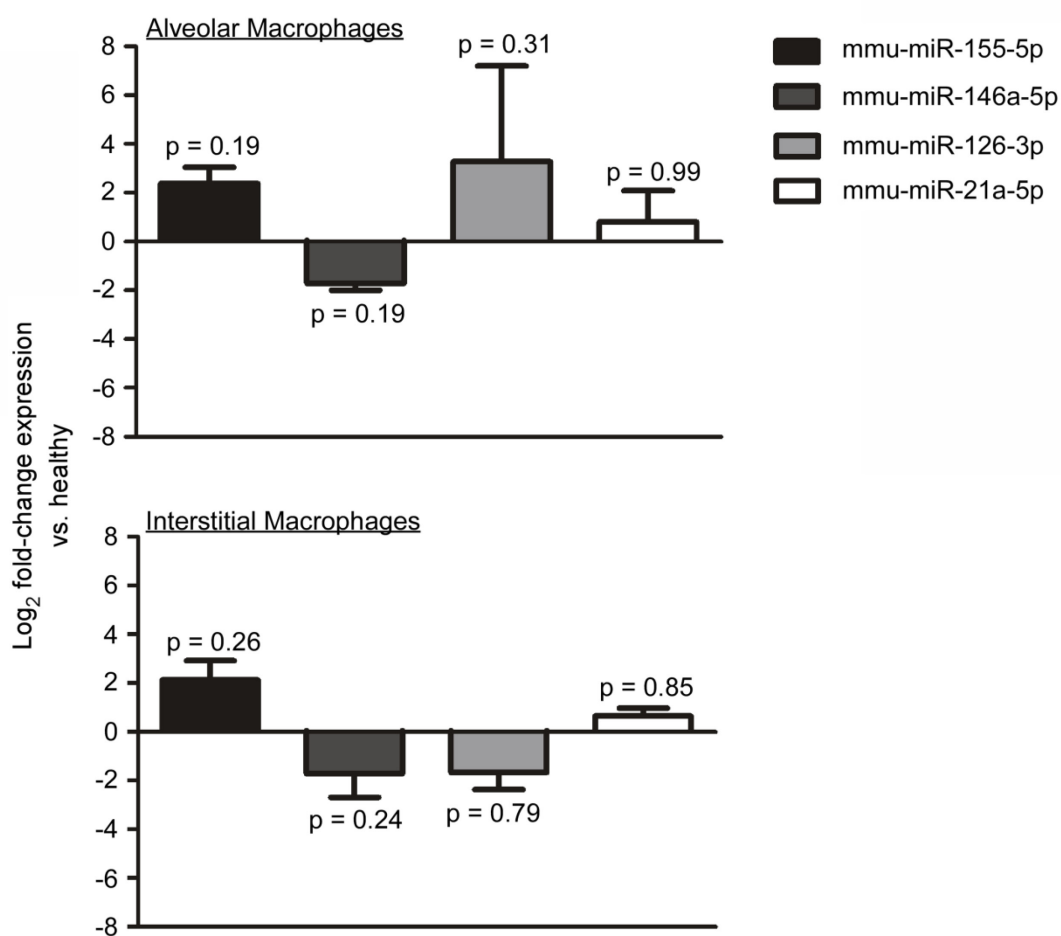 Alveolar Macrophages
8
6
4
2
0
-2
-4
-6
-8
p = 0.19
p = 0.19
p = 0.31
p = 0.99
mmu-miR-155-5p
mmu-miR-146a-5p
mmu-miR-126-3p
mmu-miR-21a-5p
Log₂ fold-change expression
vs. healthy
Interstitial Macrophages
8
6
4
2
0
-2
-4
-6
-8
p = 0.26
p = 0.24
p = 0.79
p = 0.85